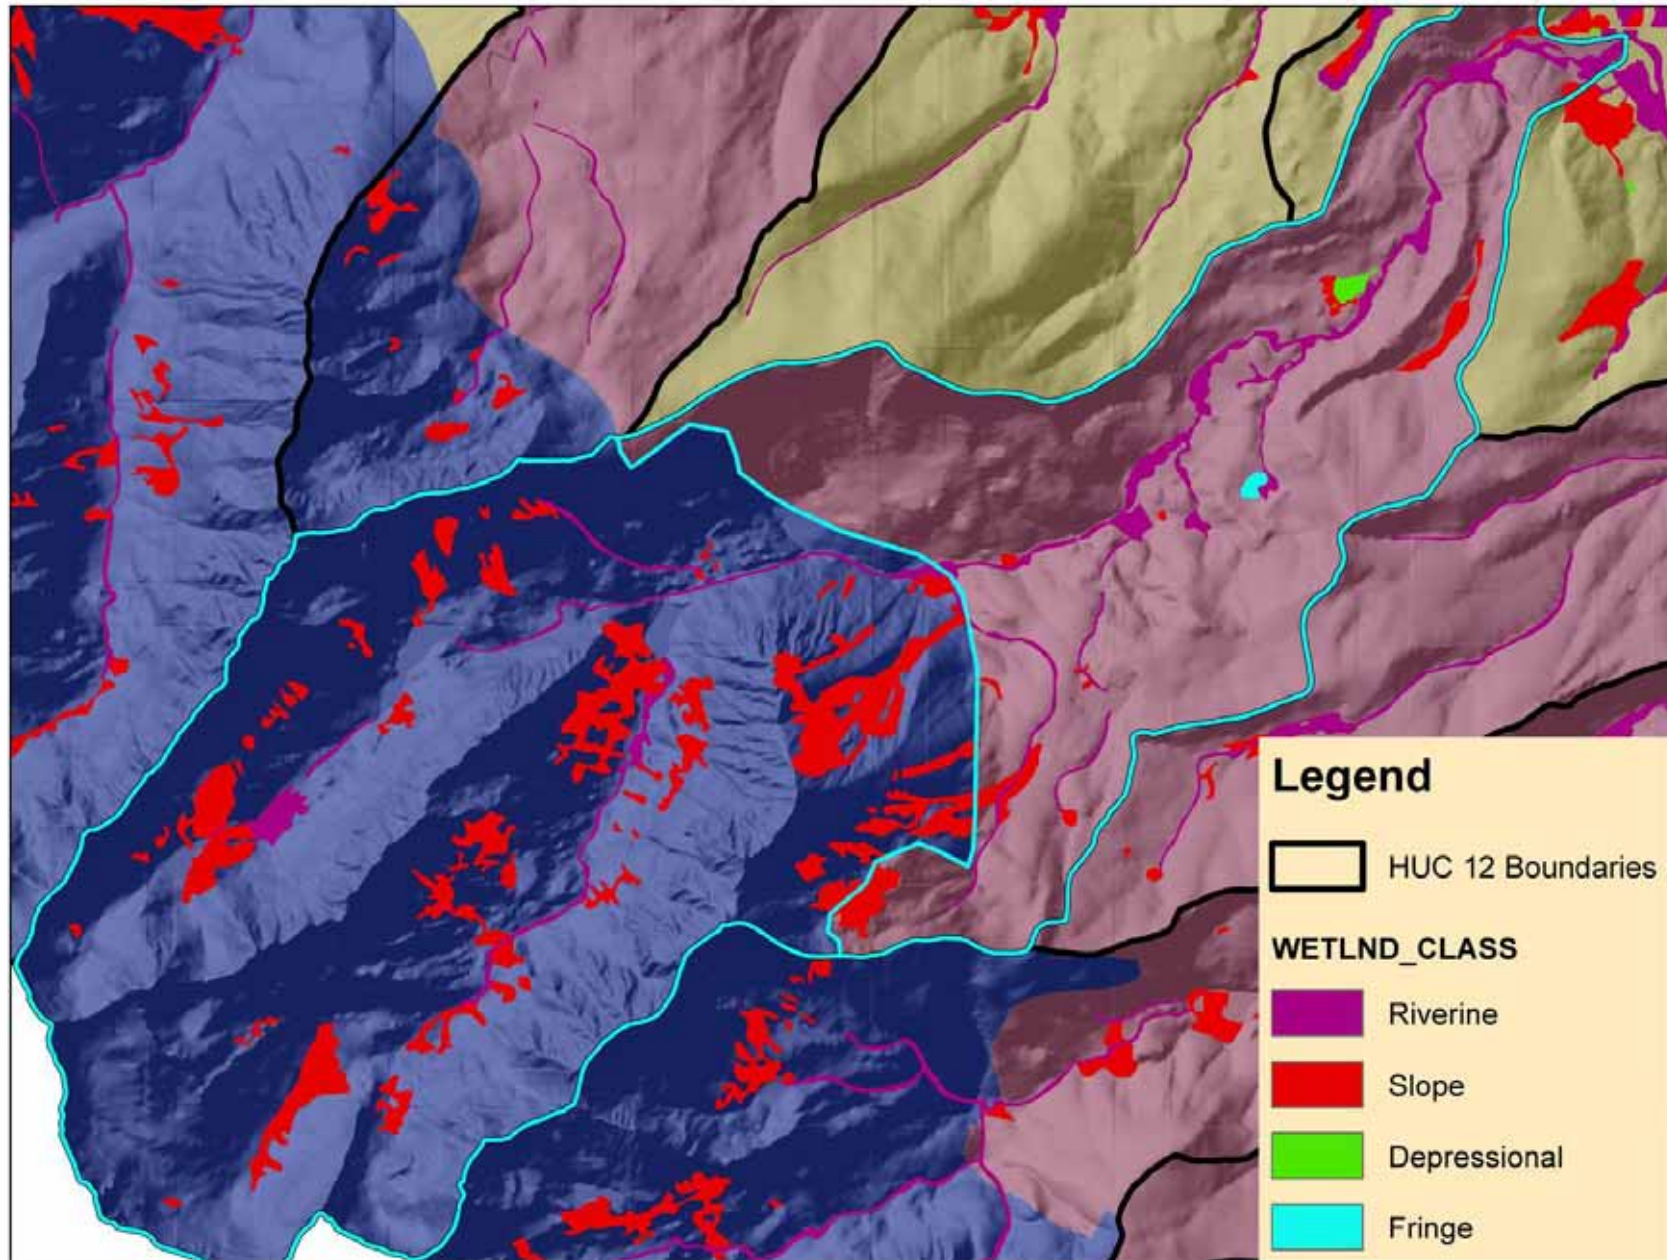 Legend
HUC 12 Boundaries
WETLND_CLASS
Riverine
Slope
Depressional
Fringe